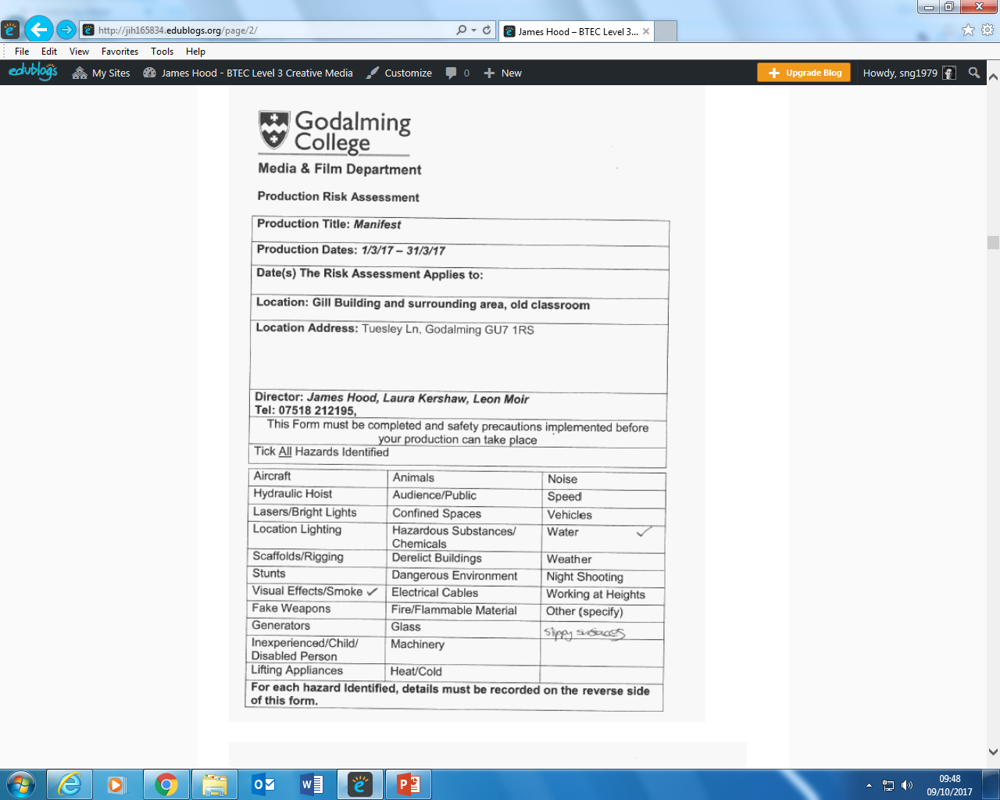 http://jih165834.edublogs.org/page/2/
James Hood – BTEC Level 3...
File Edit View Favorites Tools Help
edublogs My Sites James Hood - BTEC Level 3 Creative Media Customize 0 New Upgrade Blog Howdy, sng1979
Godalming
College
Media & Film Department
Production Risk Assessment
Production Title: Manifest
Production Dates: 1/3/17 – 31/3/17
Date(s) The Risk Assessment Applies to:
Location: Gill Building and surrounding area, old classroom
Location Address: Tuesley Ln, Godalming GU7 1RS
Director: James Hood, Laura Kershaw, Leon Moir
Tel: 07518 212195,
This Form must be completed and safety precautions implemented before
your production can take place
Tick All Hazards Identified
Aircraft Animals Noise
Hydraulic Hoist Audience/Public Speed
Lasers/Bright Lights Confined Spaces Vehicles
Location Lighting Hazardous Substances/ Water ✓
Chemicals
Scaffolds/Rigging Derelict Buildings Weather
Stunts Dangerous Environment Night Shooting
Visual Effects/Smoke ✓ Electrical Cables Working at Heights
Fake Weapons Fire/Flammable Material Other (specify)
Generators Glass slippy surfaces
Inexperienced/Child/ Machinery
Disabled Person
Lifting Appliances Heat/Cold
For each hazard Identified, details must be recorded on the reverse side
of this form.
09:48
09/10/2017